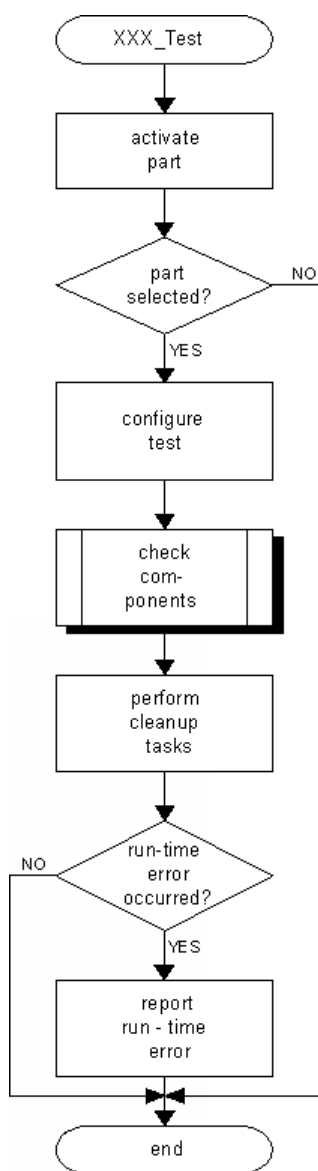 XXX_Test
activate
part
part
selected?
NO
YES
configure
test
check
com-
ponents
perform
cleanup
tasks
run-time
error
occurred?
NO
YES
report
run - time
error
end